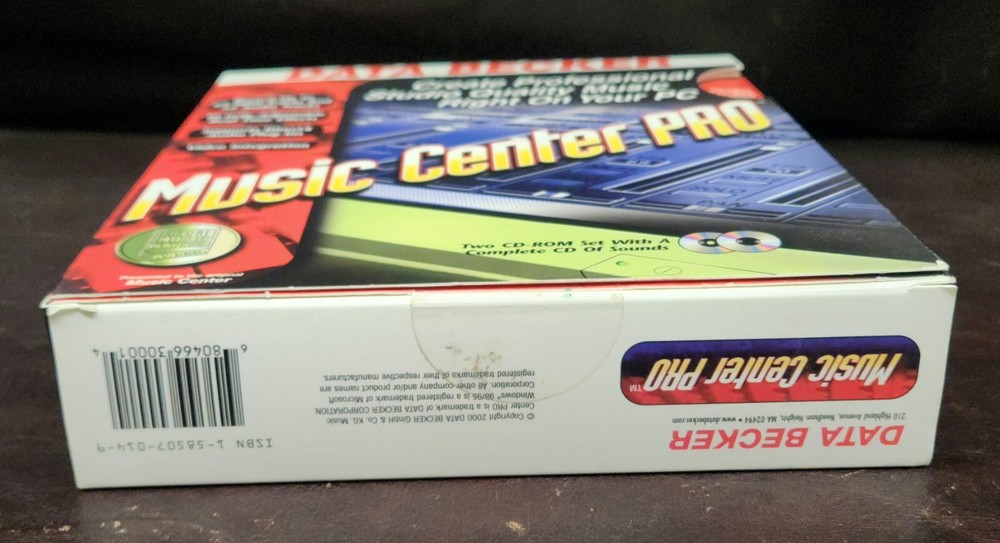 DATA BECKER
Create Professional
Studio Quality Music
Right On Your PC
Video Integration
Music Center PRO
Two CD-ROM Set With A
Complete CD Of Sounds
Music Center
DATA BECKER
210 Highland Avenue, Needham Heights, MA 02494 • www.databecker.com
Music Center PRO™
© Copyright 2000 DATA BECKER GmbH & Co. KG. Music
Center PRO is a trademark of DATA BECKER CORPORATION
Windows® 98/95 is a registered trademark of Microsoft
Corporation. All other company and/or product names are
registered trademarks of their respective manufacturers.
ISBN 1-58507-014-9
6 80466 30001 4